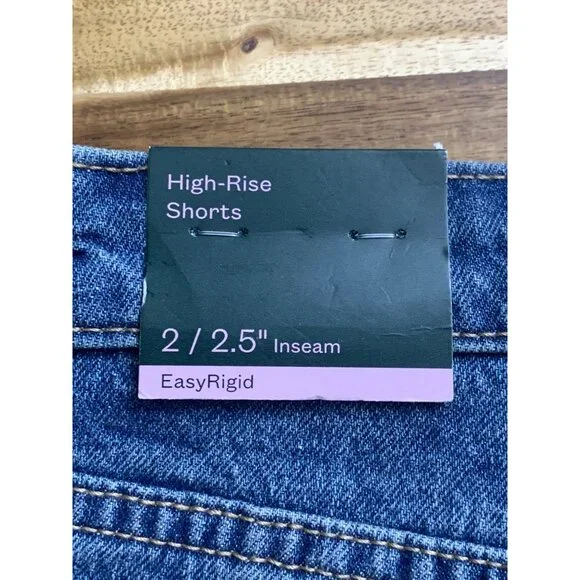 High-Rise
Shorts
2 / 2.5" Inseam
EasyRigid